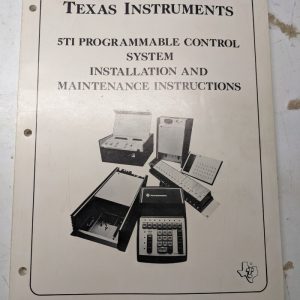 TEXAS INSTRUMENTS
5TI PROGRAMMABLE CONTROL
SYSTEM
INSTALLATION AND
MAINTENANCE INSTRUCTIONS